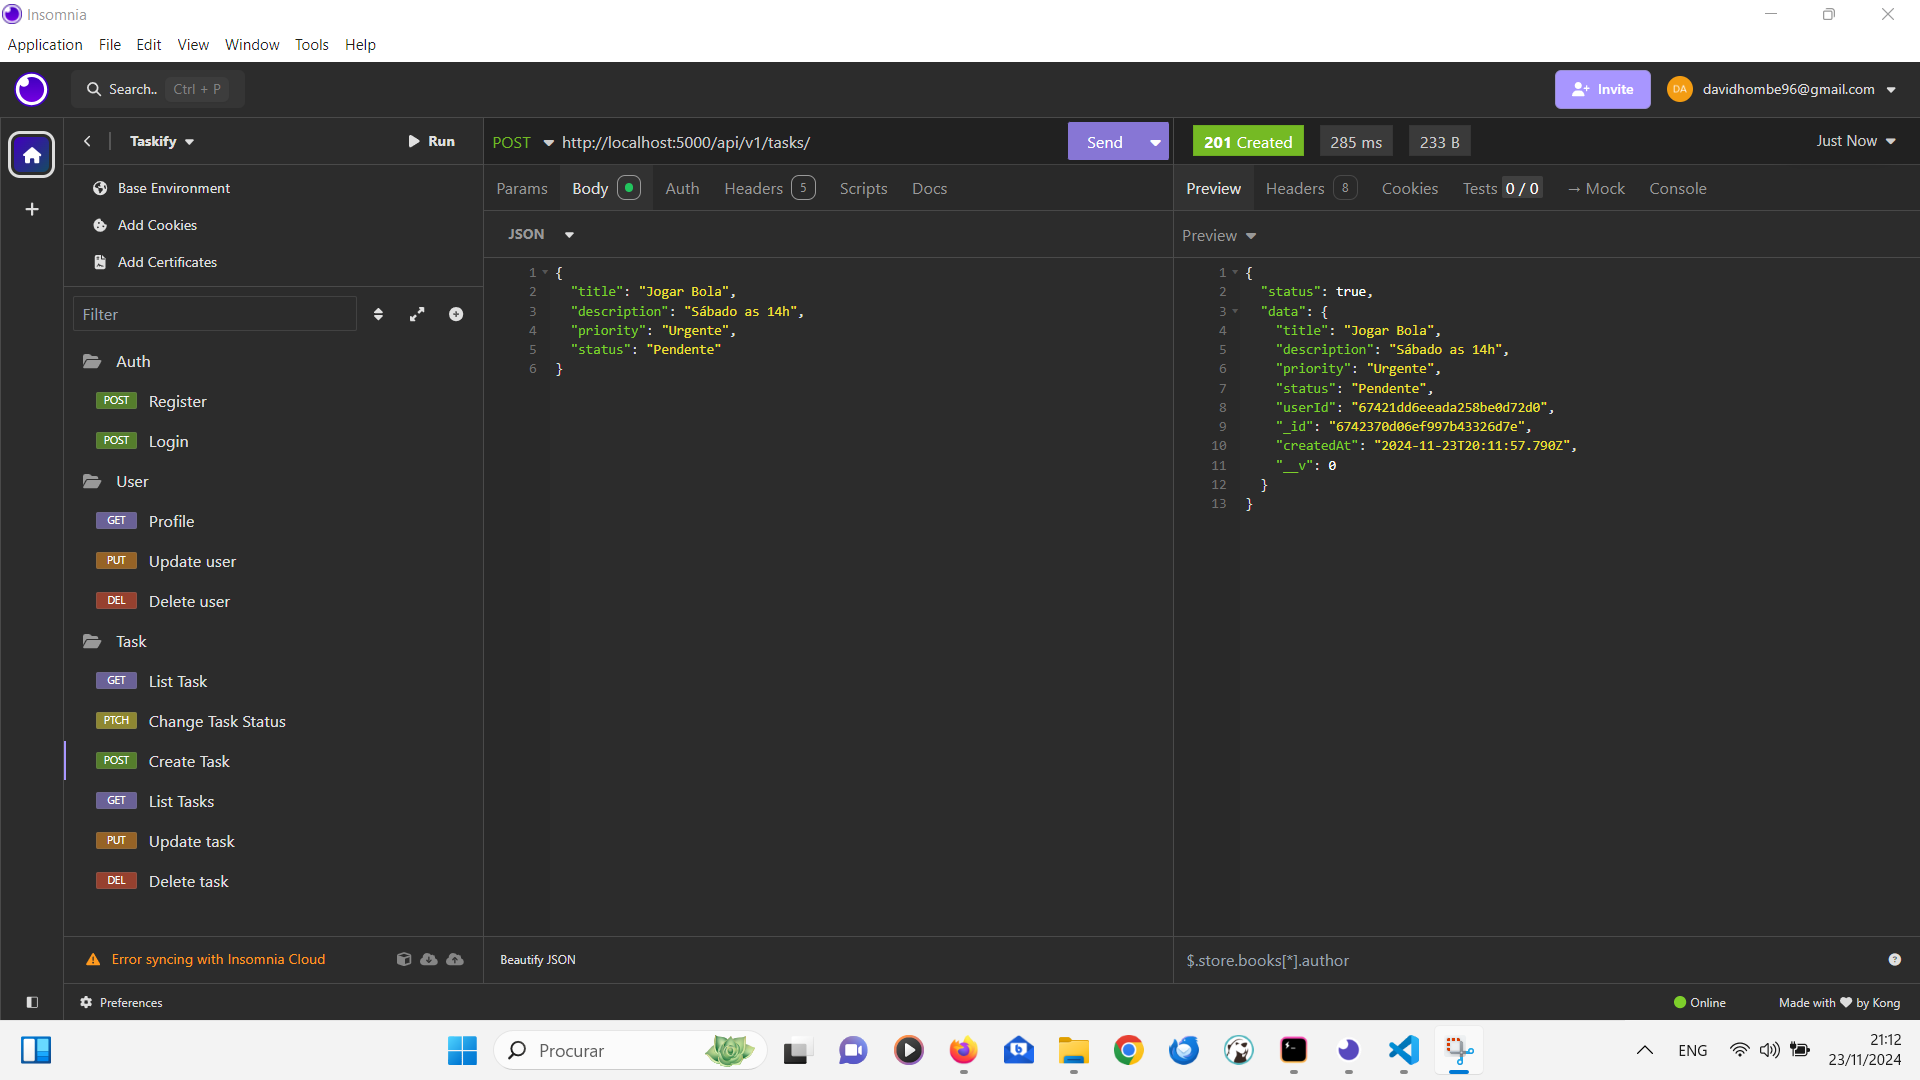 Insomnia
Application File Edit View Window Tools Help
Search.. Ctrl + P
Invite
DA davidhombe96@gmail.com
Taskify
Run
Base Environment
Add Cookies
Add Certificates
Filter
Auth
POST Register
POST Login
User
GET Profile
PUT Update user
DEL Delete user
Task
GET List Task
PTCH Change Task Status
POST Create Task
GET List Tasks
PUT Update task
DEL Delete task
Error syncing with Insomnia Cloud
POST http://localhost:5000/api/v1/tasks/ Send
Params Body Auth Headers 5 Scripts Docs
JSON
1 {
2 "title": "Jogar Bola",
3 "description": "Sábado as 14h",
4 "priority": "Urgente",
5 "status": "Pendente"
6 }
Beautify JSON
201 Created 285 ms 233 B Just Now
Preview Headers 8 Cookies Tests 0 / 0 → Mock Console
Preview
1 {
2 "status": true,
3 "data": {
4 "title": "Jogar Bola",
5 "description": "Sábado as 14h",
6 "priority": "Urgente",
7 "status": "Pendente",
8 "userId": "67421dd6eeada258be0d72d0",
9 "_id": "6742370d06ef997b43326d7e",
10 "createdAt": "2024-11-23T20:11:57.790Z",
11 "__v": 0
12 }
13 }
$.store.books[*].author
Preferences
Online
Made with ♥ by Kong
Procurar
ENG
21:12
23/11/2024